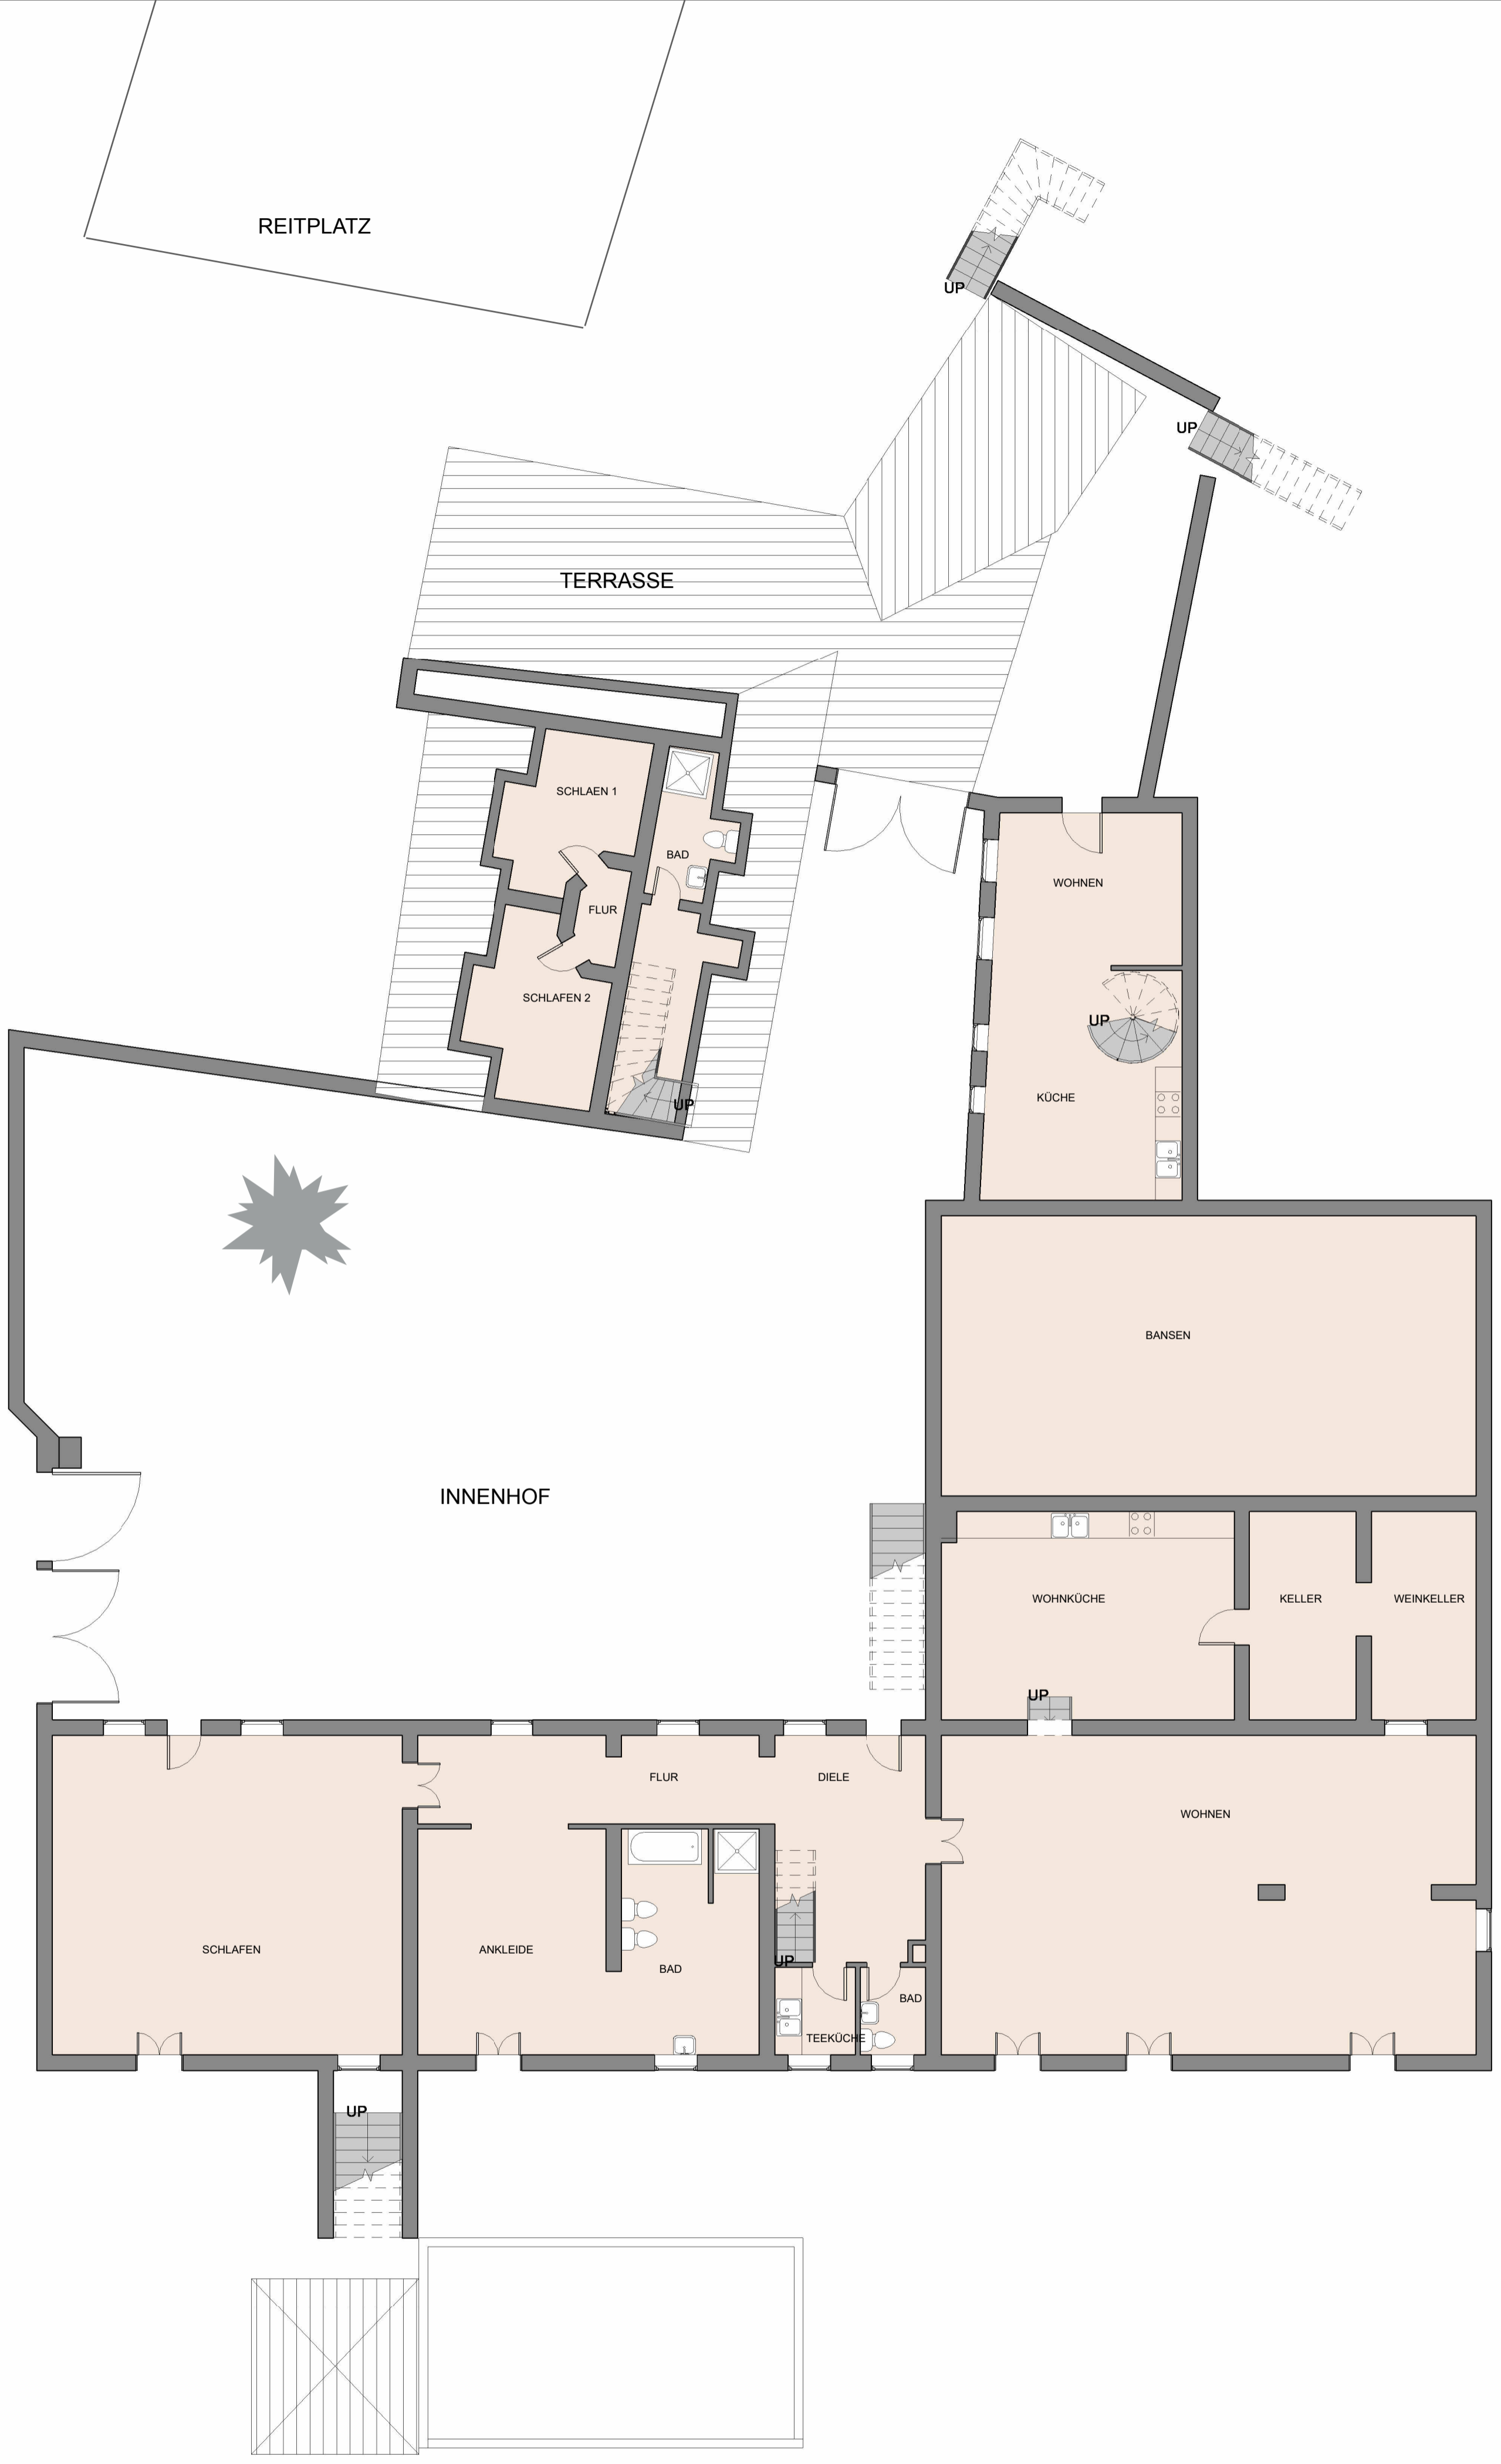 REITPLATZ
UP
UP
TERRASSE
SCHLAEN 1
BAD
WOHNEN
FLUR
SCHLAFEN 2
UP
KÜCHE
UP
BANSEN
INNENHOF
WOHNKÜCHE
KELLER
WEINKELLER
UP
FLUR
DIELE
WOHNEN
SCHLAFEN
ANKLEIDE
UP
BAD
BAD
TEEKÜCHE
UP